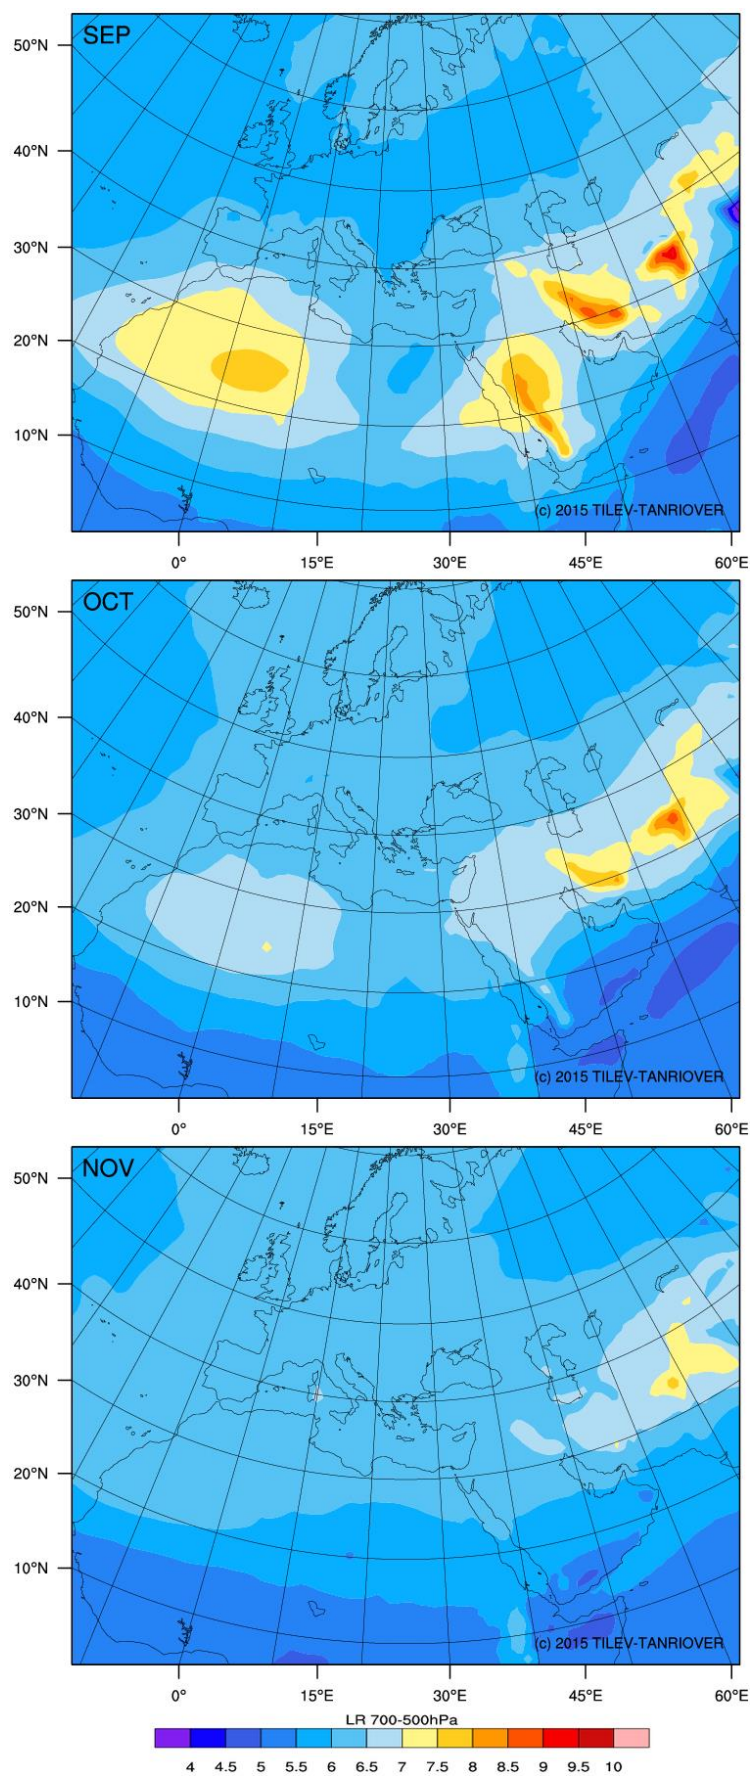 SEP
50°N
40°N
30°N
20°N
10°N
(c) 2015 TILEV-TANRIOVER
0° 15°E 30°E 45°E 60°E
OCT
50°N
40°N
30°N
20°N
10°N
(c) 2015 TILEV-TANRIOVER
0° 15°E 30°E 45°E 60°E
NOV
50°N
40°N
30°N
20°N
10°N
(c) 2015 TILEV-TANRIOVER
0° 15°E 30°E 45°E 60°E
LR 700-500hPa
4 4.5 5 5.5 6 6.5 7 7.5 8 8.5 9 9.5 10